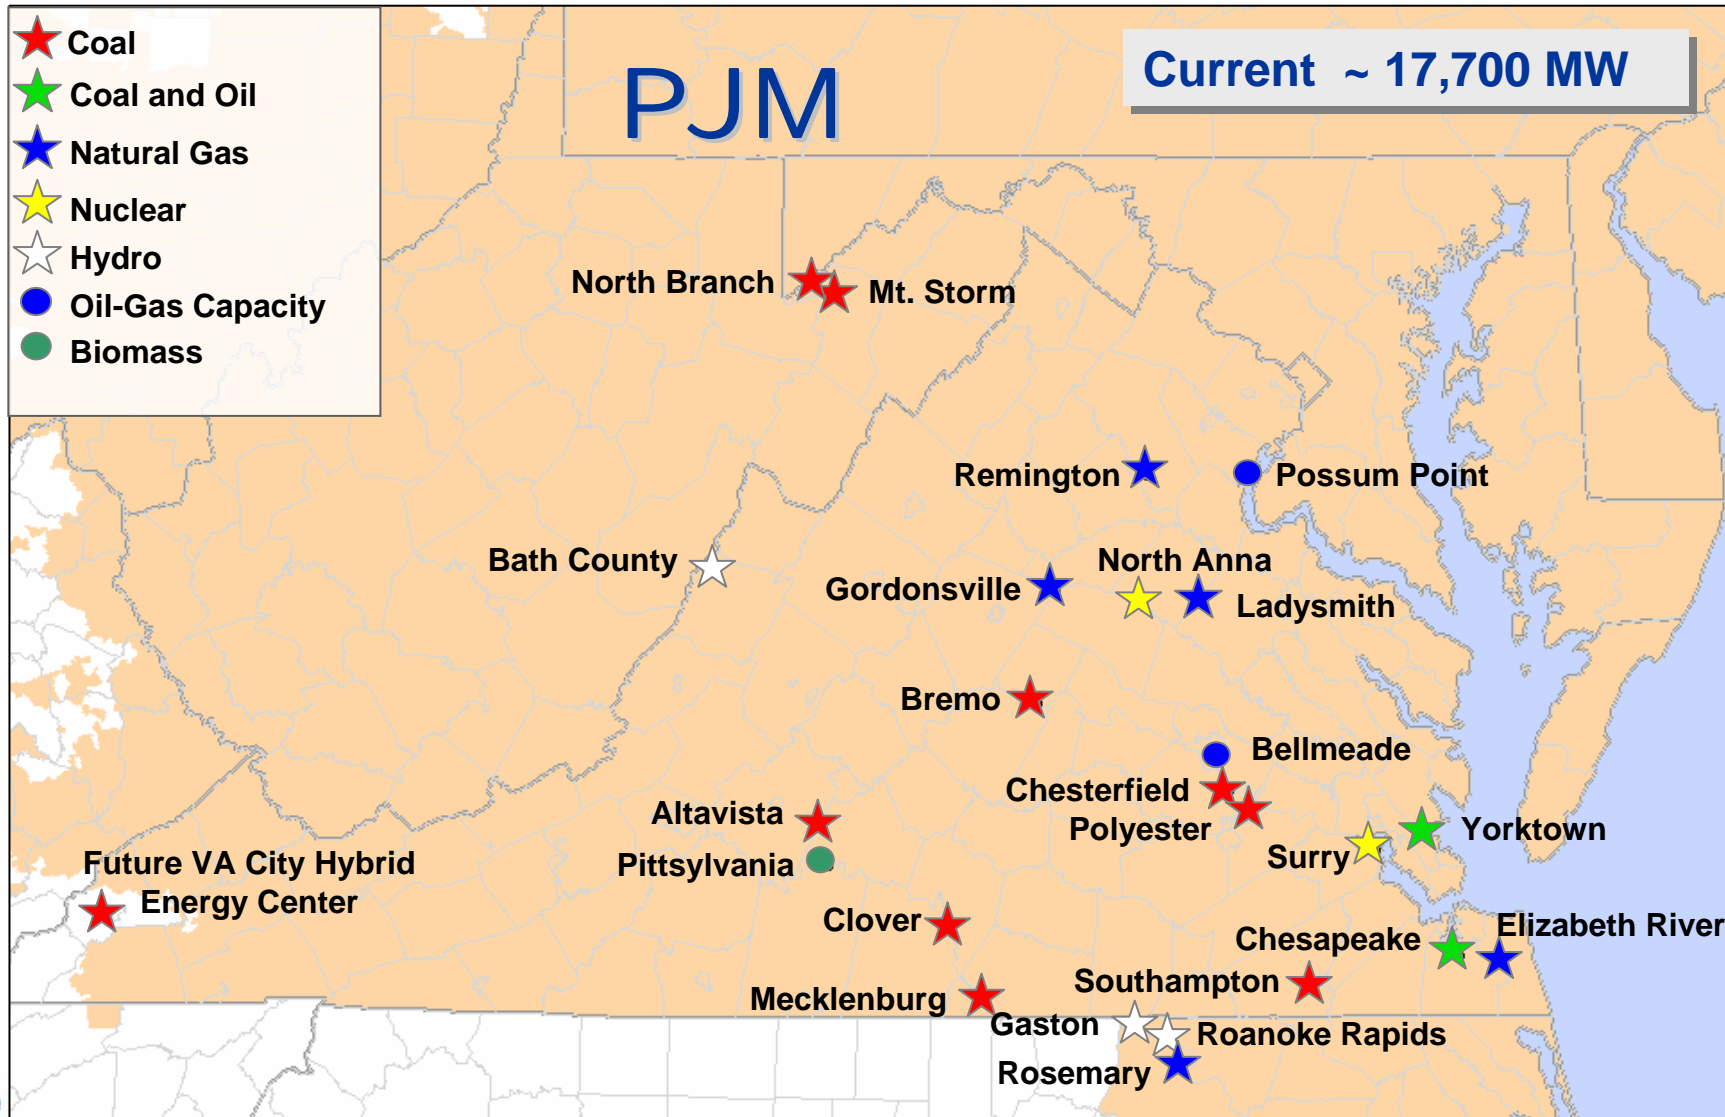 Coal
Coal and Oil
Natural Gas
Nuclear
Hydro
Oil-Gas Capacity
Biomass
PJM
Current ~ 17,700 MW
North Branch
Mt. Storm
Remington
Possum Point
Bath County
North Anna
Gordonsville
Ladysmith
Bremo
Bellmeade
Chesterfield
Altavista
Polyester
Yorktown
Surry
Pittsylvania
Future VA City Hybrid
Energy Center
Clover
Elizabeth River
Chesapeake
Southampton
Mecklenburg
Gaston
Roanoke Rapids
Rosemary